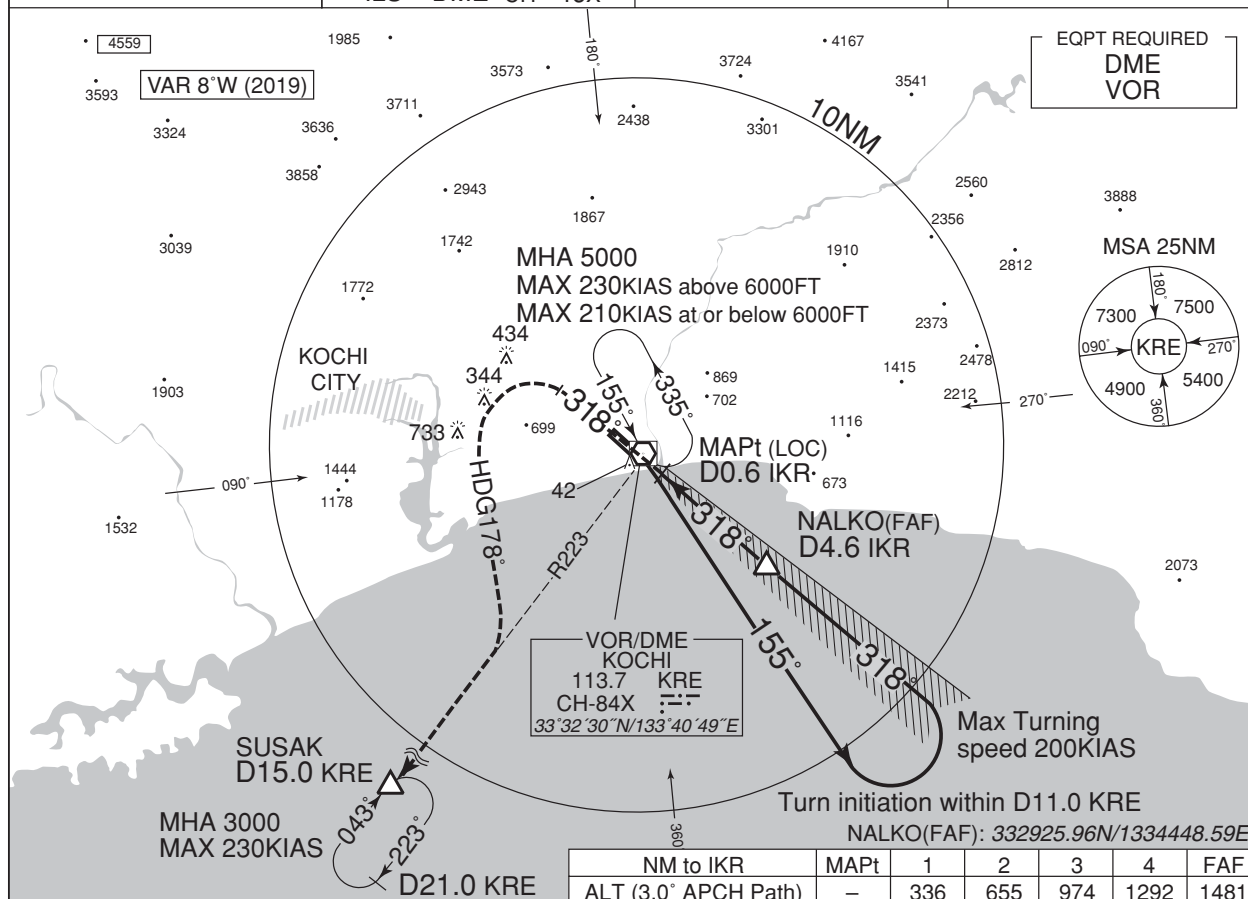 180°
4559
1985
4167
EQPT REQUIRED
DME
VOR
3573
3724
3593
VAR 8°W (2019)
3541
3711
10NM
2438
3324
3636
3301
3858
2943
2560
3888
1867
2356
3039
1742
MSA 25NM
MHA 5000
MAX 230KIAS above 6000FT
MAX 210KIAS at or below 6000FT
1910
2812
180°
7300
7500
1772
2373
090°
KRE
270°
434
KOCHI
CITY
2478
4900
5400
344
869
1415
360°
1903
155°
335°
702
2212
270°
318°
733
699
1116
MAPt (LOC)
D0.6 IKR
1444
1178
090°
42
673
HDG178°
318°
NALKO(FAF)
D4.6 IKR
1532
R223
2073
VOR/DME
KOCHI
113.7 KRE
CH-84X
33°32´30˝N/133°40´49˝E
155°
318°
Max Turning
speed 200KIAS
SUSAK
D15.0 KRE
Turn initiation within D11.0 KRE
043°
MHA 3000
MAX 230KIAS
223°
360°
NALKO(FAF): 332925.96N/1334448.59E
D21.0 KRE
NM to IKR MAPt 1 2 3 4 FAF
ALT (3.0° APCH Path) – 336 655 974 1292 1481